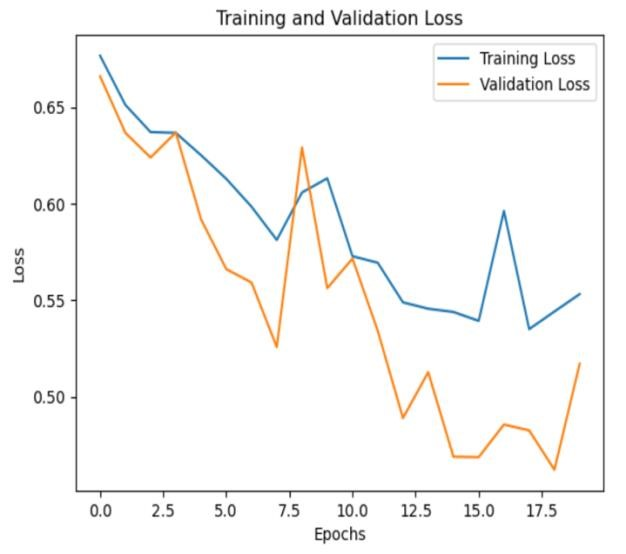 Training and Validation Loss
Training Loss
Validation Loss
0.65
0.60
0.55
0.50
Loss
0.0 2.5 5.0 7.5 10.0 12.5 15.0 17.5
Epochs